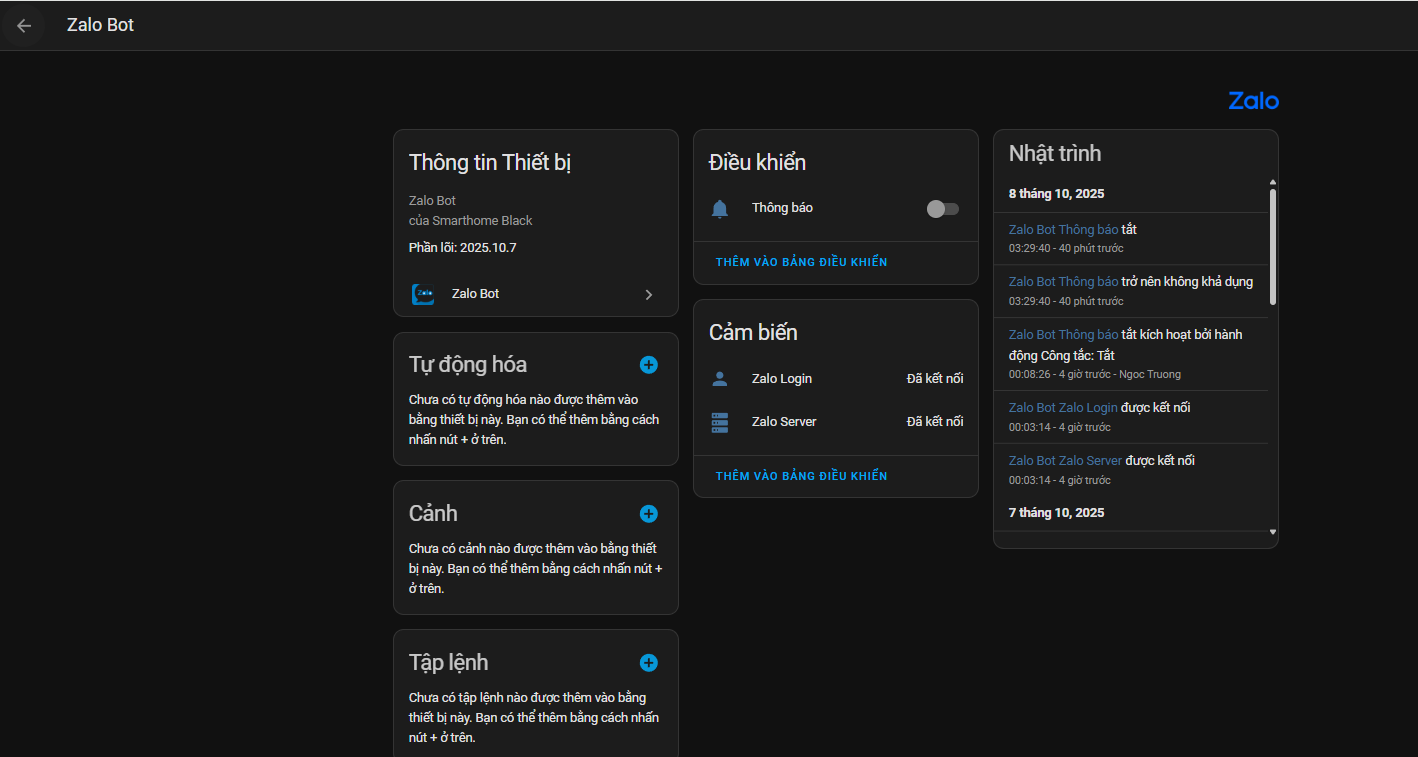 Zalo Bot
Zalo
Thông tin Thiết bị
Zalo Bot
của Smarthome Black
Phần lõi: 2025.10.7
Zalo
Zalo Bot
Tự động hóa
Chưa có tự động hóa nào được thêm vào
bằng thiết bị này. Bạn có thể thêm bằng cách
nhấn nút + ở trên.
Cảnh
Chưa có cảnh nào được thêm vào bằng thiết
bị này. Bạn có thể thêm bằng cách nhấn nút +
ở trên.
Tập lệnh
Chưa có tập lệnh nào được thêm vào bằng
thiết bị này. Bạn có thể thêm bằng cách nhấn
nút + ở trên.
Điều khiển
Thông báo
THÊM VÀO BẢNG ĐIỀU KHIỂN
Cảm biến
Zalo Login Đã kết nối
Zalo Server Đã kết nối
THÊM VÀO BẢNG ĐIỀU KHIỂN
Nhật trình
8 tháng 10, 2025
Zalo Bot Thông báo tắt
03:29:40 - 40 phút trước
Zalo Bot Thông báo trở nên không khả dụng
03:29:40 - 40 phút trước
Zalo Bot Thông báo tắt kích hoạt bởi hành
động Công tắc: Tắt
00:08:26 - 4 giờ trước - Ngoc Truong
Zalo Bot Zalo Login được kết nối
00:03:14 - 4 giờ trước
Zalo Bot Zalo Server được kết nối
00:03:14 - 4 giờ trước
7 tháng 10, 2025